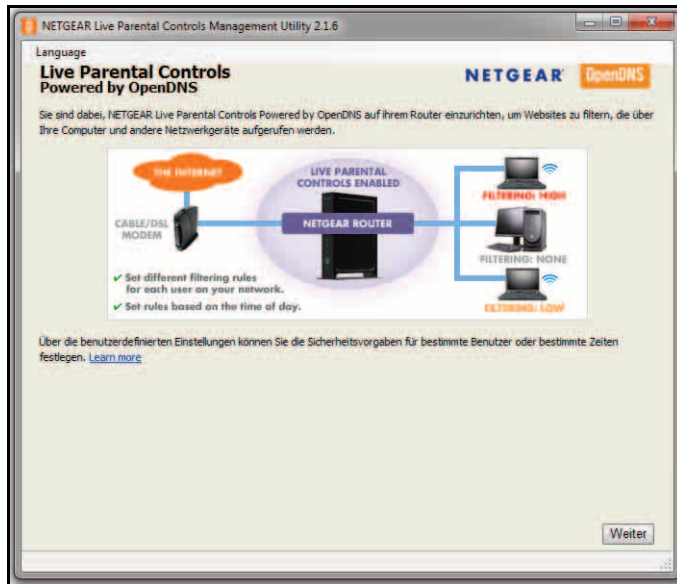 NETGEAR Live Parental Controls Management Utility 2.1.6
Language
Live Parental Controls
Powered by OpenDNS
NETGEAR®
OpenDNS
Sie sind dabei, NETGEAR Live Parental Controls Powered by OpenDNS auf ihrem Router einzurichten, um Websites zu filtern, die über
Ihre Computer und andere Netzwerkgeräte aufgerufen werden.
THE INTERNET
LIVE PARENTAL
CONTROLS ENABLED
FILTERING: HIGH
CABLE/DSL
MODEM
NETGEAR ROUTER
FILTERING: NONE
✓ Set different filtering rules
for each user on your network.
✓ Set rules based on the time of day.
FILTERING: LOW
Über die benutzerdefinierten Einstellungen können Sie die Sicherheitsvorgaben für bestimmte Benutzer oder bestimmte Zeiten
festlegen. Learn more
Weiter